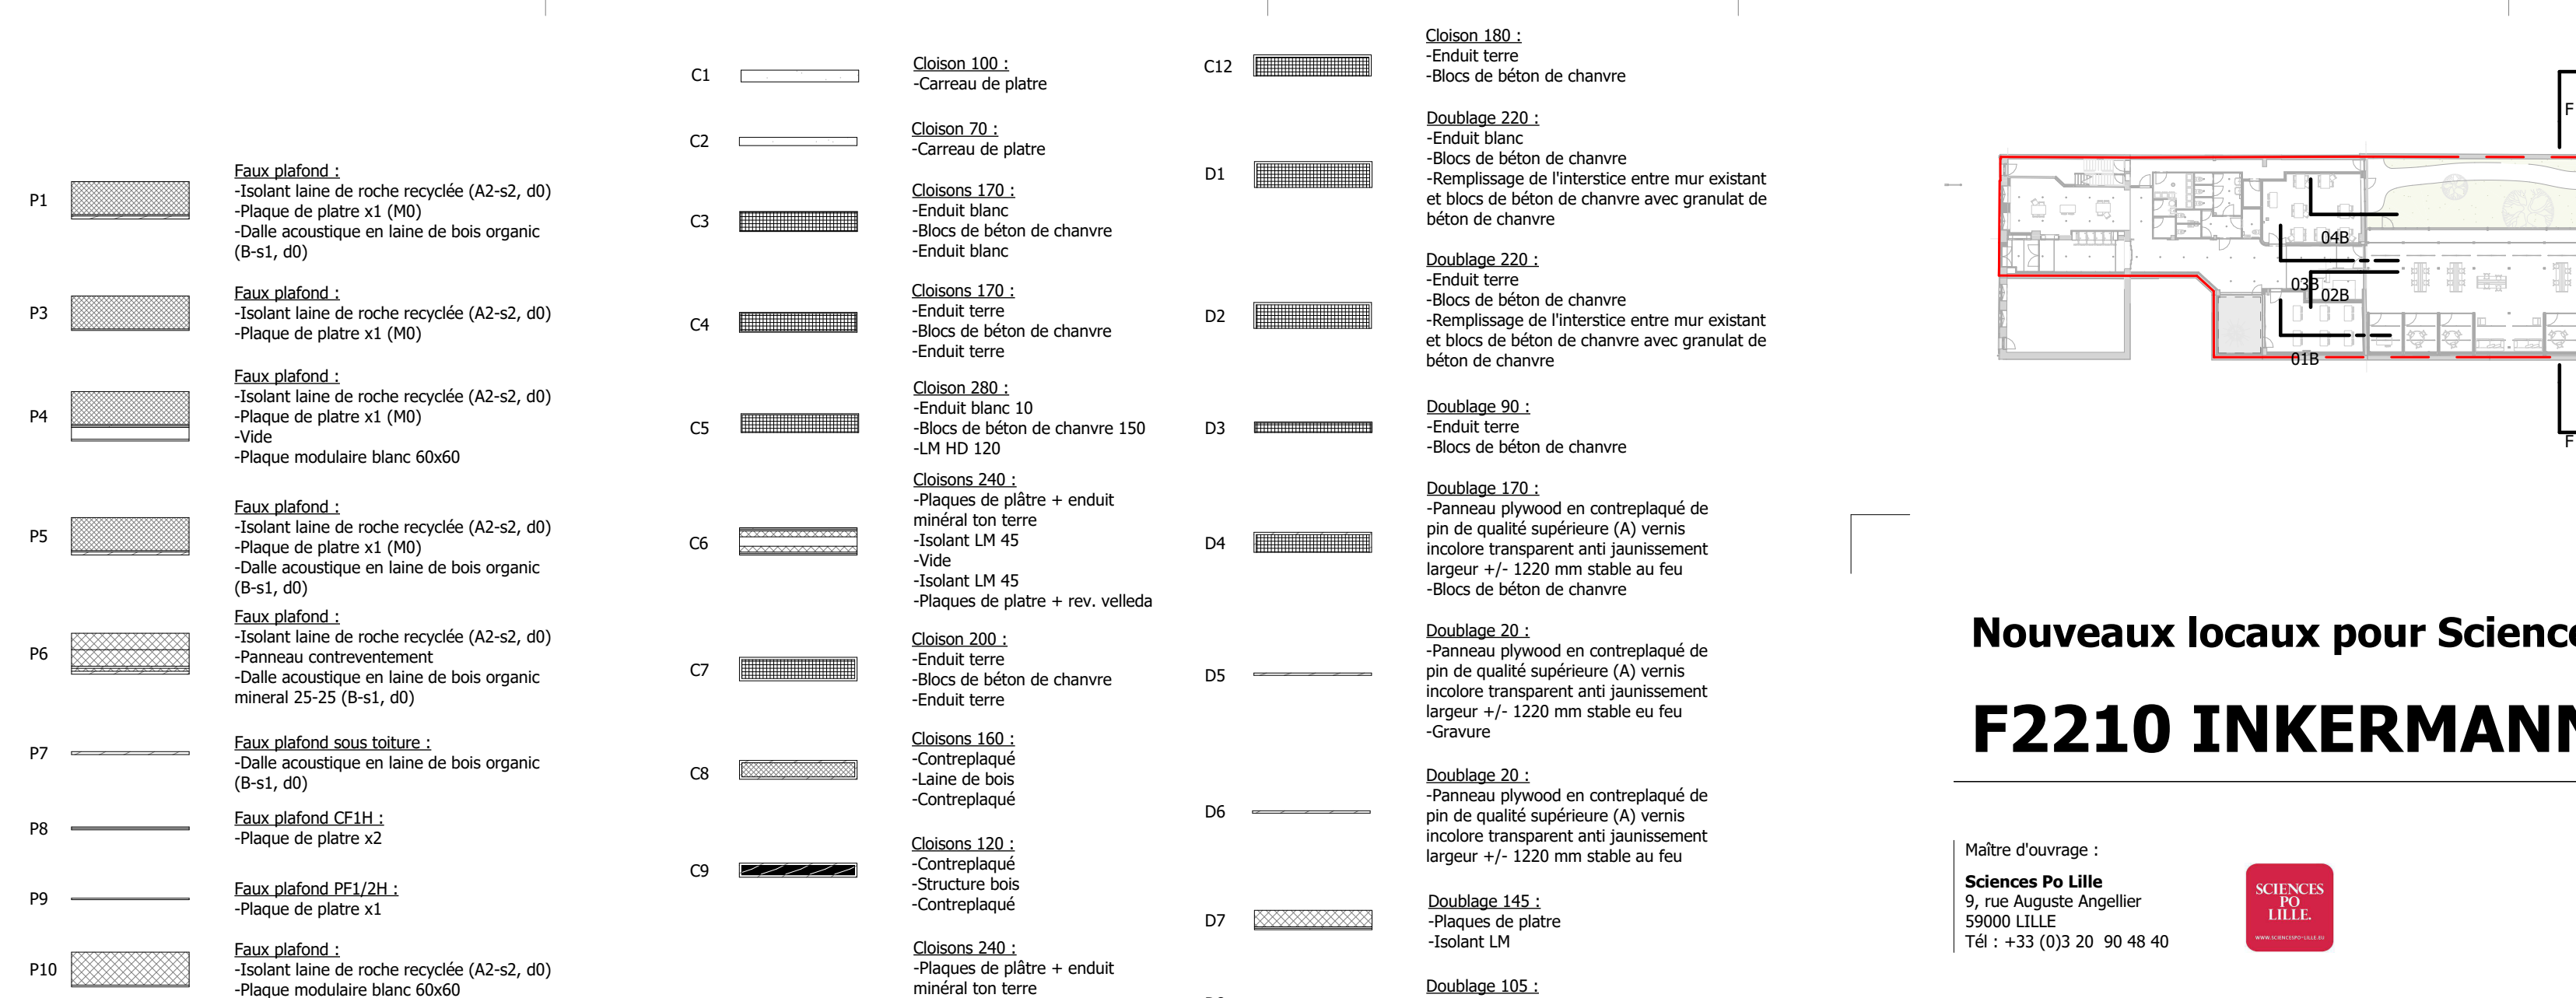 P1
Faux plafond :
-Isolant laine de roche recyclée (A2-s2, d0)
-Plaque de platre x1 (M0)
-Dalle acoustique en laine de bois organic
(B-s1, d0)
P3
Faux plafond :
-Isolant laine de roche recyclée (A2-s2, d0)
-Plaque de platre x1 (M0)
P4
Faux plafond :
-Isolant laine de roche recyclée (A2-s2, d0)
-Plaque de platre x1 (M0)
-Vide
-Plaque modulaire blanc 60x60
P5
Faux plafond :
-Isolant laine de roche recyclée (A2-s2, d0)
-Plaque de platre x1 (M0)
-Dalle acoustique en laine de bois organic
(B-s1, d0)
P6
Faux plafond :
-Isolant laine de roche recyclée (A2-s2, d0)
-Panneau contreventement
-Dalle acoustique en laine de bois organic
mineral 25-25 (B-s1, d0)
P7
Faux plafond sous toiture :
-Dalle acoustique en laine de bois organic
(B-s1, d0)
P8
Faux plafond CF1H :
-Plaque de platre x2
P9
Faux plafond PF1/2H :
-Plaque de platre x1
P10
Faux plafond :
-Isolant laine de roche recyclée (A2-s2, d0)
-Plaque modulaire blanc 60x60
C1
Cloison 100 :
-Carreau de platre
C2
Cloison 70 :
-Carreau de platre
C3
Cloisons 170 :
-Enduit blanc
-Blocs de béton de chanvre
-Enduit blanc
C4
Cloisons 170 :
-Enduit terre
-Blocs de béton de chanvre
-Enduit terre
C5
Cloison 280 :
-Enduit blanc 10
-Blocs de béton de chanvre 150
-LM HD 120
C6
Cloisons 240 :
-Plaques de plâtre + enduit
minéral ton terre
-Isolant LM 45
-Vide
-Isolant LM 45
-Plaques de platre + rev. velleda
C7
Cloison 200 :
-Enduit terre
-Blocs de béton de chanvre
-Enduit terre
C8
Cloisons 160 :
-Contreplaqué
-Laine de bois
-Contreplaqué
C9
Cloisons 120 :
-Contreplaqué
-Structure bois
-Contreplaqué
Cloisons 240 :
-Plaques de plâtre + enduit
minéral ton terre
C12
Cloison 180 :
-Enduit terre
-Blocs de béton de chanvre
D1
Doublage 220 :
-Enduit blanc
-Blocs de béton de chanvre
-Remplissage de l'interstice entre mur existant
et blocs de béton de chanvre avec granulat de
béton de chanvre
D2
Doublage 220 :
-Enduit terre
-Blocs de béton de chanvre
-Remplissage de l'interstice entre mur existant
et blocs de béton de chanvre avec granulat de
béton de chanvre
D3
Doublage 90 :
-Enduit terre
-Blocs de béton de chanvre
D4
Doublage 170 :
-Panneau plywood en contreplaqué de
pin de qualité supérieure (A) vernis
incolore transparent anti jaunissement
largeur +/- 1220 mm stable au feu
-Blocs de béton de chanvre
D5
Doublage 20 :
-Panneau plywood en contreplaqué de
pin de qualité supérieure (A) vernis
incolore transparent anti jaunissement
largeur +/- 1220 mm stable eu feu
-Gravure
D6
Doublage 20 :
-Panneau plywood en contreplaqué de
pin de qualité supérieure (A) vernis
incolore transparent anti jaunissement
largeur +/- 1220 mm stable au feu
D7
Doublage 145 :
-Plaques de platre
-Isolant LM
Doublage 105 :
F
04B
03B
02B
01B
F
Nouveaux locaux pour Science
F2210 INKERMANN
Maître d'ouvrage :
Sciences Po Lille
9, rue Auguste Angellier
59000 LILLE
Tél : +33 (0)3 20 90 48 40
SCIENCES
PO
LILLE.
WWW.SCIENCESPO-LILLE.EU